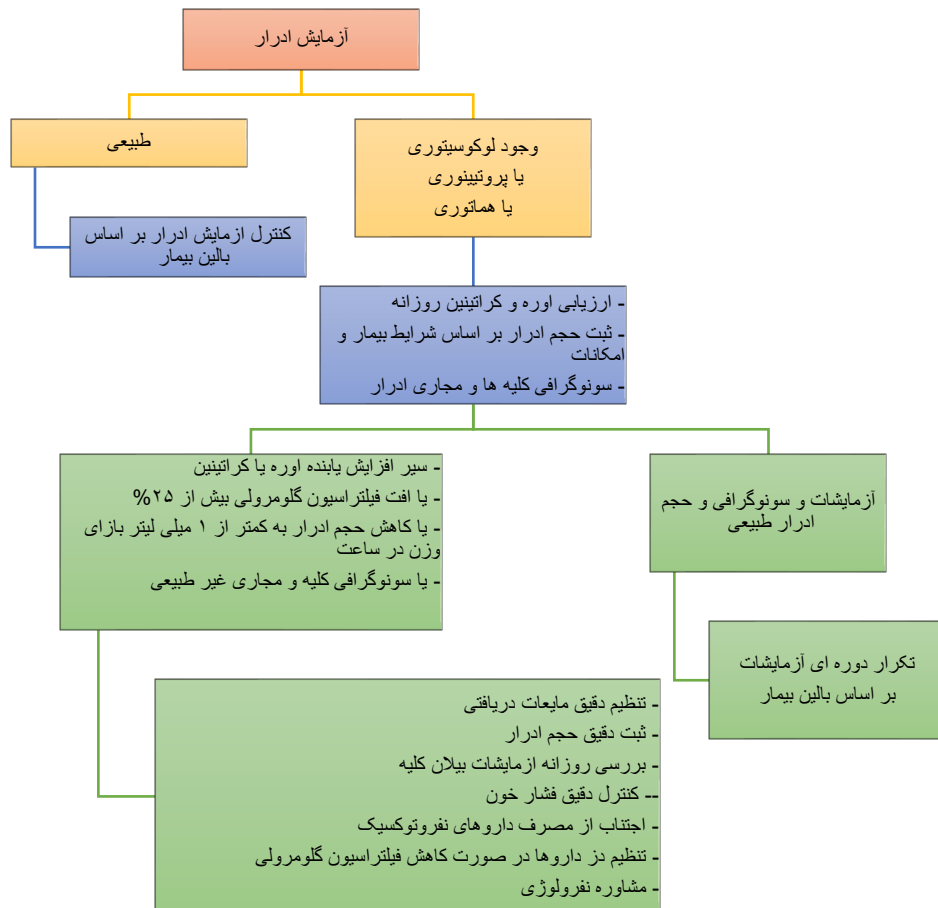 آزمایش ادرار
طبیعی
وجود لوکوسیتوری
یا پروتیینوری
یا هماتوری
کنترل ازمایش ادرار بر اساس
بالین بیمار
- ارزیابی اوره و کراتینین روزانه
- ثبت حجم ادرار بر اساس شرایط بیمار و
امکانات
- سونوگرافی کلیه ها و مجاری ادرار
- سیر افزایش یابنده اوره یا کراتینین
- یا افت فیلتراسیون گلومرولی بیش از ۲۵%
- یا کاهش حجم ادرار به کمتر از ۱ میلی لیتر بازای
وزن در ساعت
- یا سونوگرافی کلیه و مجاری غیر طبیعی
آزمایشات و سونوگرافی و حجم
ادرار طبیعی
تکرار دوره ای آزمایشات
بر اساس بالین بیمار
- تنظیم دقیق مایعات دریافتی
- ثبت دقیق حجم ادرار
- بررسی روزانه ازمایشات بیلان کلیه
-- کنترل دقیق فشار خون
- اجتناب از مصرف داروهای نفروتوکسیک
- تنظیم دز داروها در صورت کاهش فیلتراسیون گلومرولی
- مشاوره نفرولوژی